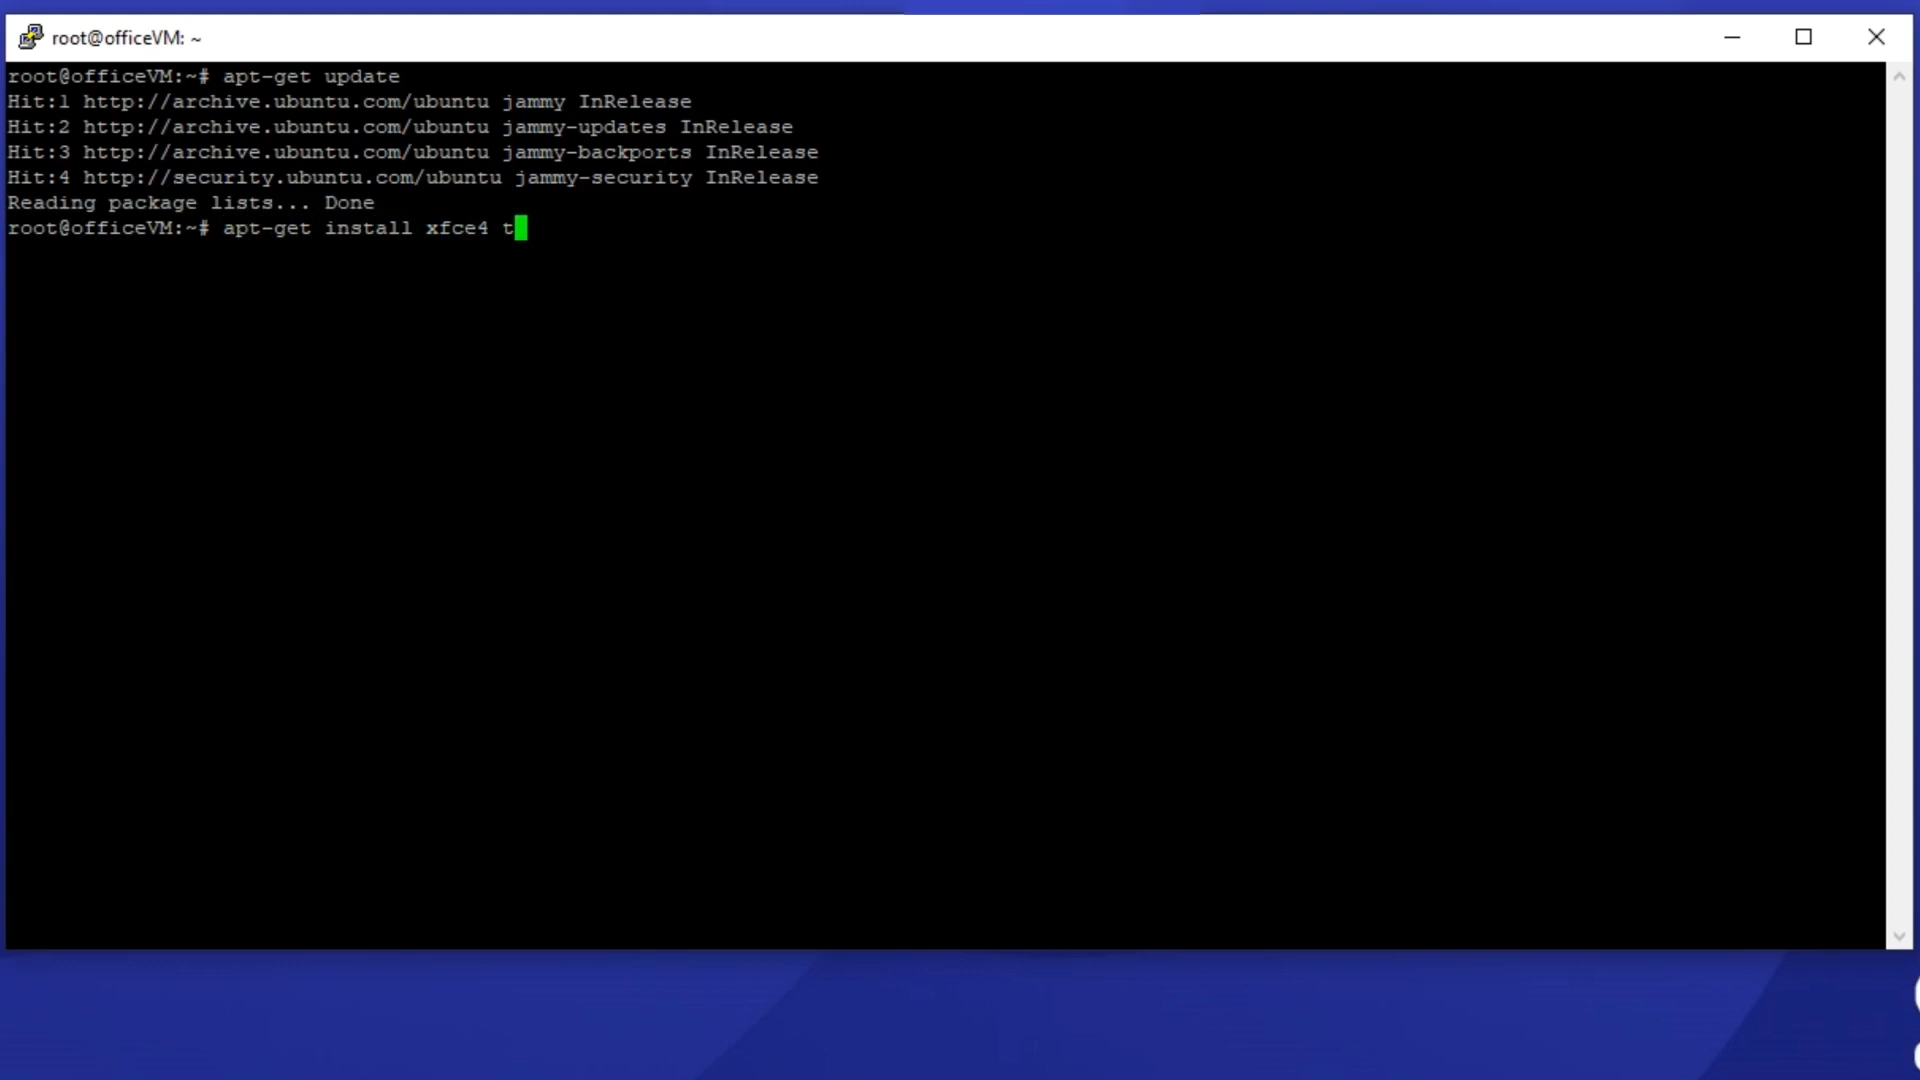 root@officeVM: ~
root@officeVM:~# apt-get update
Hit:1 http://archive.ubuntu.com/ubuntu jammy InRelease
Hit:2 http://archive.ubuntu.com/ubuntu jammy-updates InRelease
Hit:3 http://archive.ubuntu.com/ubuntu jammy-backports InRelease
Hit:4 http://security.ubuntu.com/ubuntu jammy-security InRelease
Reading package lists... Done
root@officeVM:~# apt-get install xfce4 t